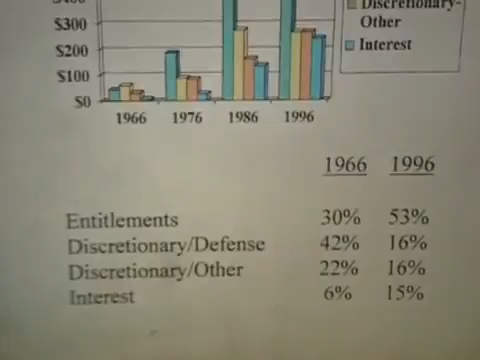 $400
$300
$200
$100
$0
1966 1976 1986 1996
Discretionary-
Other
Interest
1966 1996
Entitlements 30% 53%
Discretionary/Defense 42% 16%
Discretionary/Other 22% 16%
Interest 6% 15%